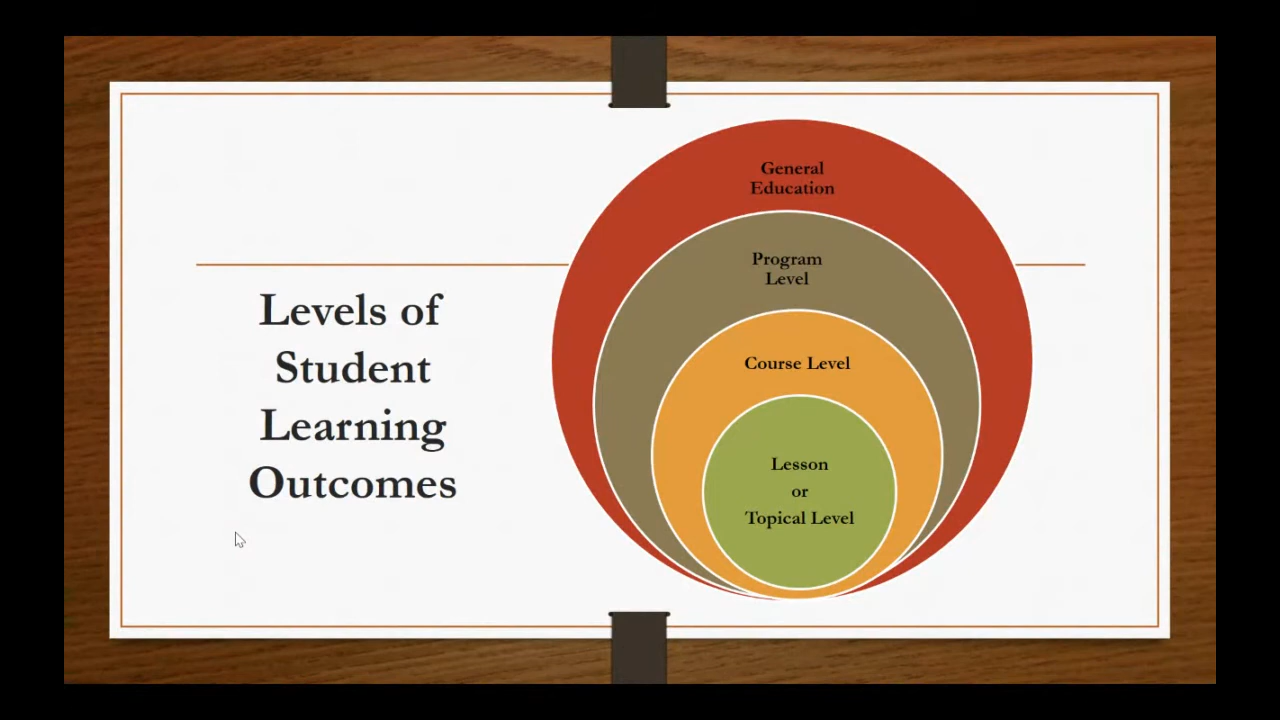 Levels of
Student
Learning
Outcomes
General
Education
Program
Level
Course Level
Lesson
or
Topical Level